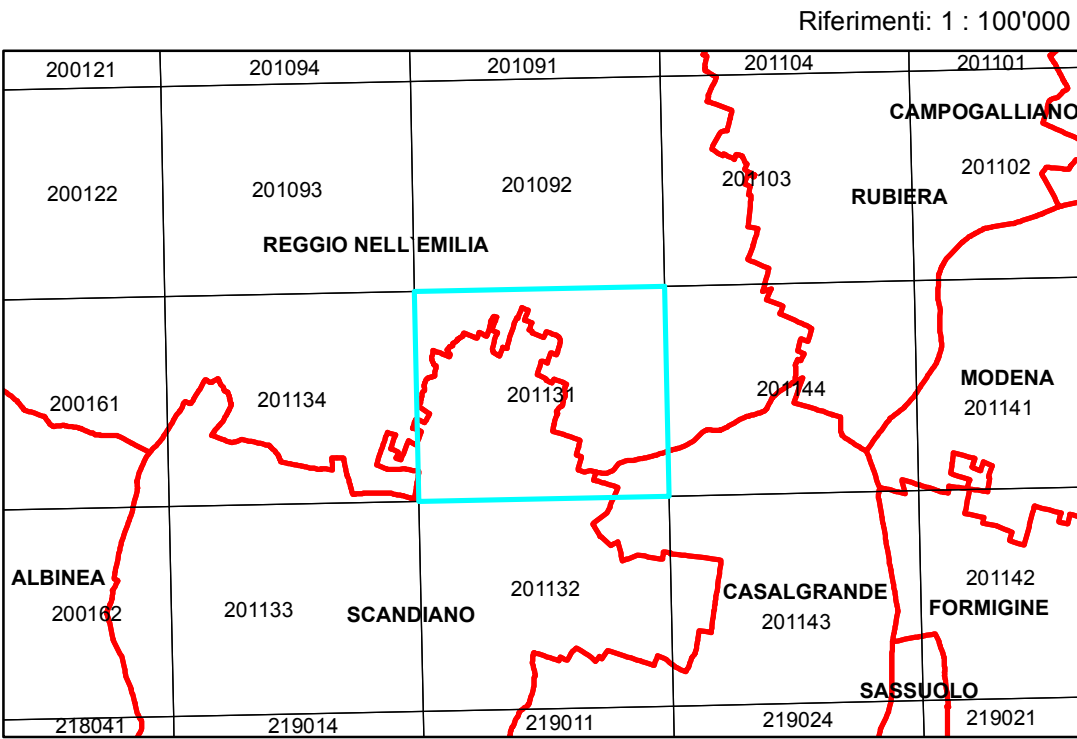 Riferimenti: 1 : 100'000
200121 201094 201091 201104 201101
CAMPOGALLIANO
200122 201093 201092 201103 201102
RUBIERA
REGGIO NELL`EMILIA
MODENA
200161 201134 201131 201144 201141
ALBINEA
200162 201133 SCANDIANO 201132 CASALGRANDE 201142
201143 FORMIGINE
SASSUOLO
218041 219014 219011 219024 219021